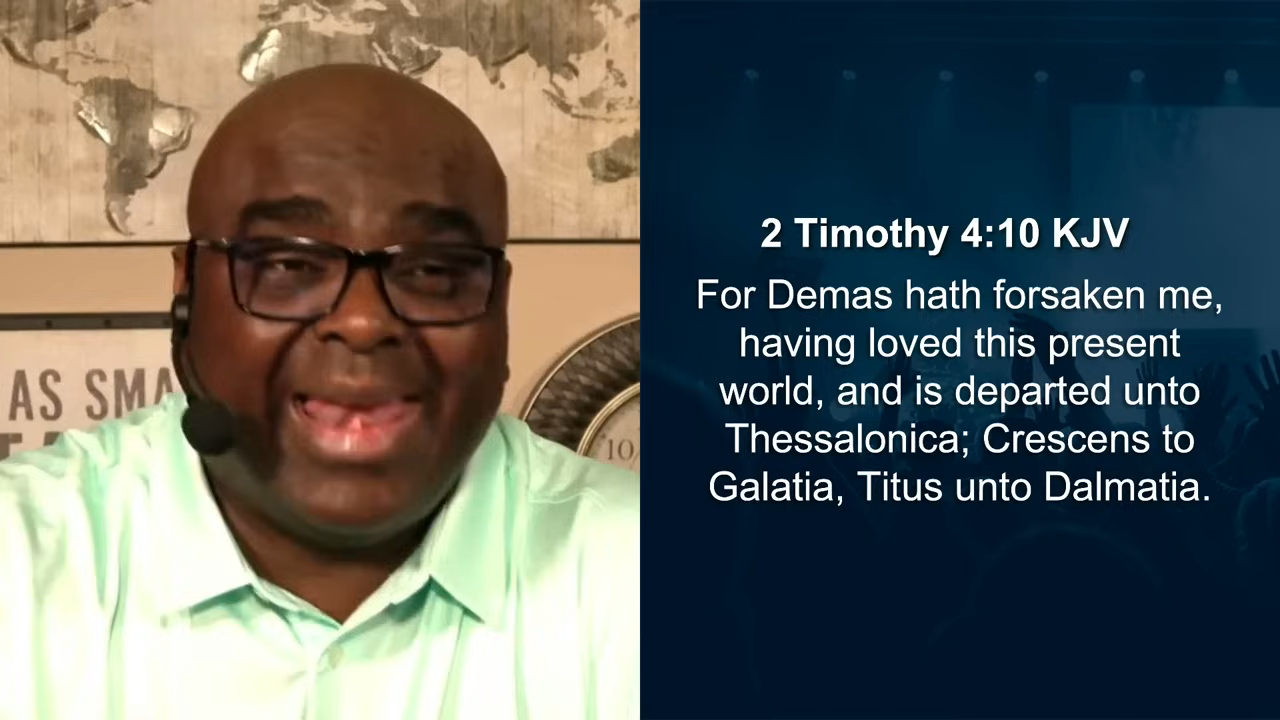 AS SMA
10
2 Timothy 4:10 KJV
For Demas hath forsaken me,
having loved this present
world, and is departed unto
Thessalonica; Crescens to
Galatia, Titus unto Dalmatia.